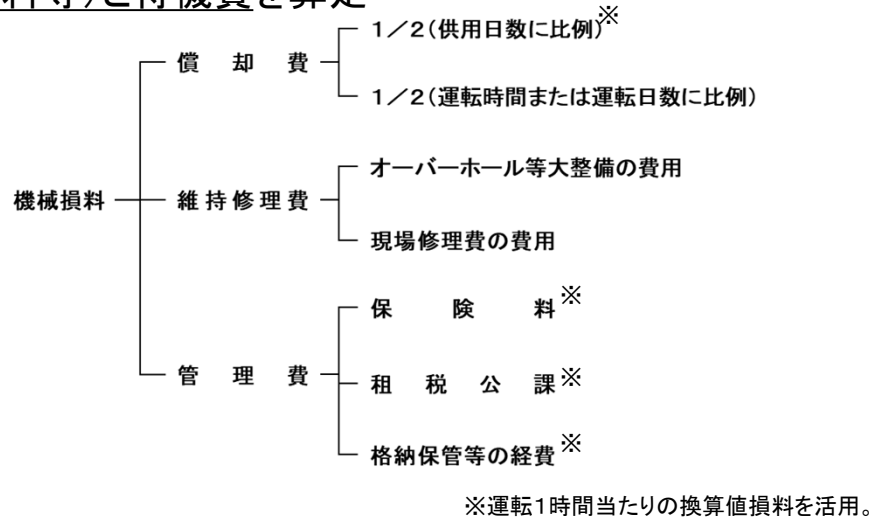 と待機費を算定
1／2(供用日数に比例)※
償却費
1／2(運転時間または運転日数に比例)
オーバーホール等大整備の費用
機械損料
維持修理費
現場修理費の費用
保険料※
管理費
租税公課※
格納保管等の経費※
※運転1時間当たりの換算値損料を活用。